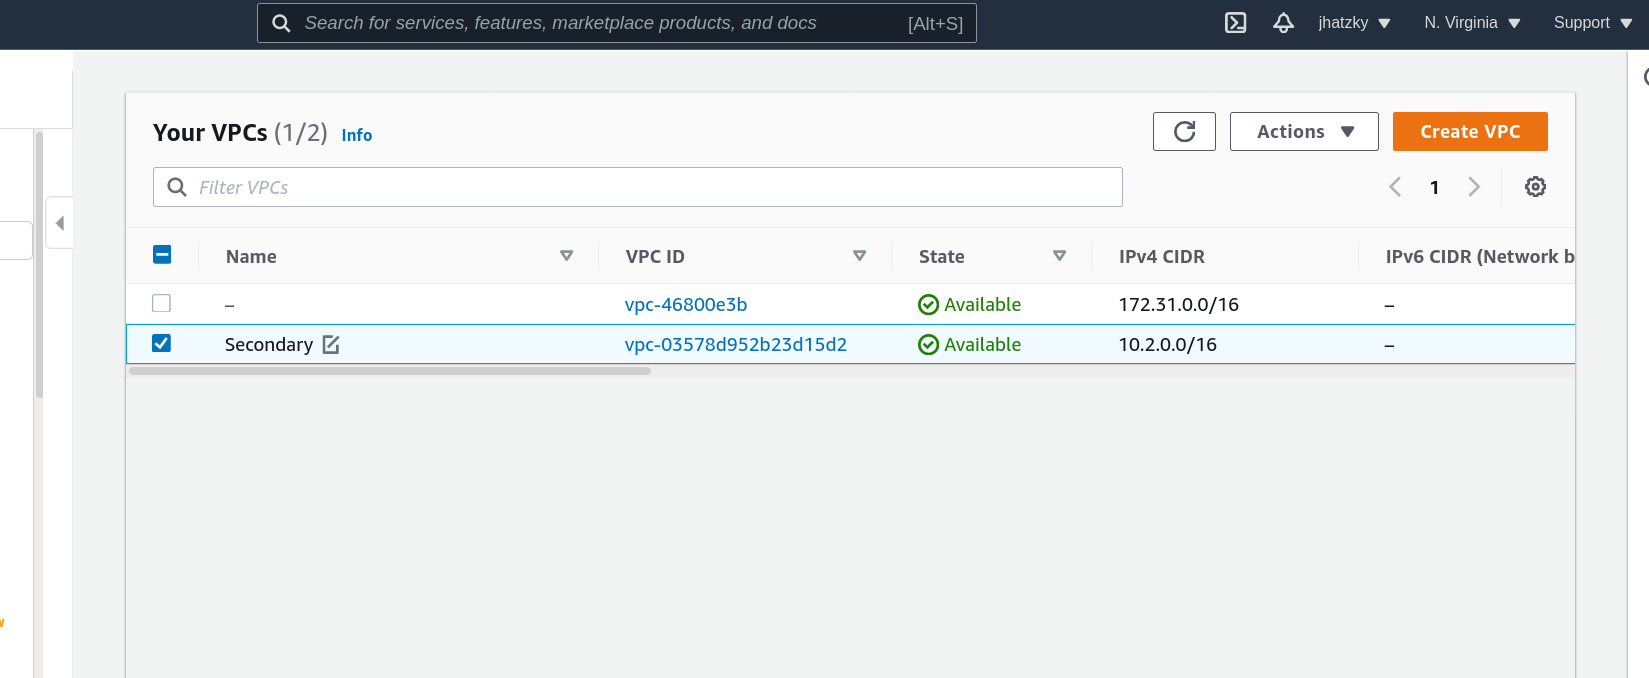 Search for services, features, marketplace products, and docs [Alt+S] jhatzky N. Virginia Support
Your VPCs (1/2) Info Actions Create VPC
Filter VPCs 1
Name VPC ID State IPv4 CIDR IPv6 CIDR (Network b
– vpc-46800e3b Available 172.31.0.0/16 –
Secondary vpc-03578d952b23d15d2 Available 10.2.0.0/16 –